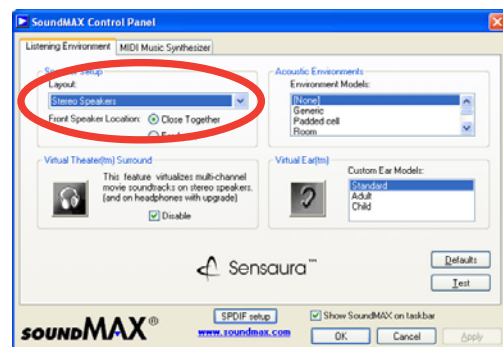 SoundMAX Control Panel
Listening Environment
MIDI Music Synthesizer
Speaker Setup
Layout:
Stereo Speakers
Front Speaker Location:
Close Together
Acoustic Environments
Environment Models:
[None]
Generic
Padded cell
Room
Virtual Theater(tm) Surround
This feature virtualizes multi-channel
movie soundtracks on stereo speakers.
(and on headphones with upgrade)
Disable
Virtual Ear(tm)
Custom Ear Models:
Standard
Adult
Child
Sensaura™
Defaults
Test
SOUNDMAX®
SPDIF setup
www.soundmax.com
Show SoundMAX on taskbar
OK
Cancel
Apply